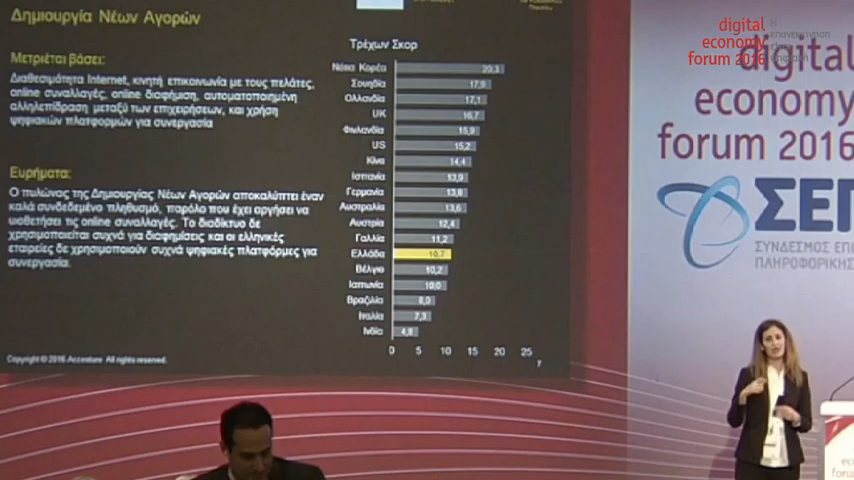 Δημιουργία Νέων Αγορών
Μετριέται βάσει:
Διαθεσιμότητα Internet, κινητή επικοινωνία με τους πελάτες,
online συναλλαγές, online διαφήμιση, αυτοματοποιημένη
αλληλεπίδραση μεταξύ των επιχειρήσεων, και χρήση
ψηφιακών πλατφορμών για συνεργασία
Ευρήματα:
Ο πυλώνας της Δημιουργίας Νέων Αγορών αποκαλύπτει έναν
καλά συνδεδεμένο πληθυσμό, παρόλο που έχει αργήσει να
υιοθετήσει τις online συναλλαγές. Το διαδίκτυο δε
χρησιμοποιείται συχνά για διαφημίσεις και οι ελληνικές
εταιρείες δε χρησιμοποιούν συχνά ψηφιακές πλατφόρμες για
συνεργασία.
Copyright © 2016 Accenture All rights reserved.
Τρέχων Σκορ
Νότια Κορέα 20,3
Σουηδία 17,9
Ολλανδία 17,1
UK 16,7
Φινλανδία 15,9
US 15,2
Κίνα 14,4
Ισπανία 13,9
Γερμανία 13,8
Αυστραλία 13,6
Αυστρία 12,4
Γαλλία 11,2
Ελλάδα 10,7
Βέλγιο 10,2
Ιαπωνία 10,0
Βραζιλία 8,0
Ιταλία 7,3
Ινδία 4,8
0 5 10 15 20 25
7
digital
economy
forum 2016
digital
economy
forum 2016
ΣΕΠ
ΣΥΝΔΕΣΜΟΣ ΕΠΙ
ΠΛΗΡΟΦΟΡΙΚΗΣ
eco
forum